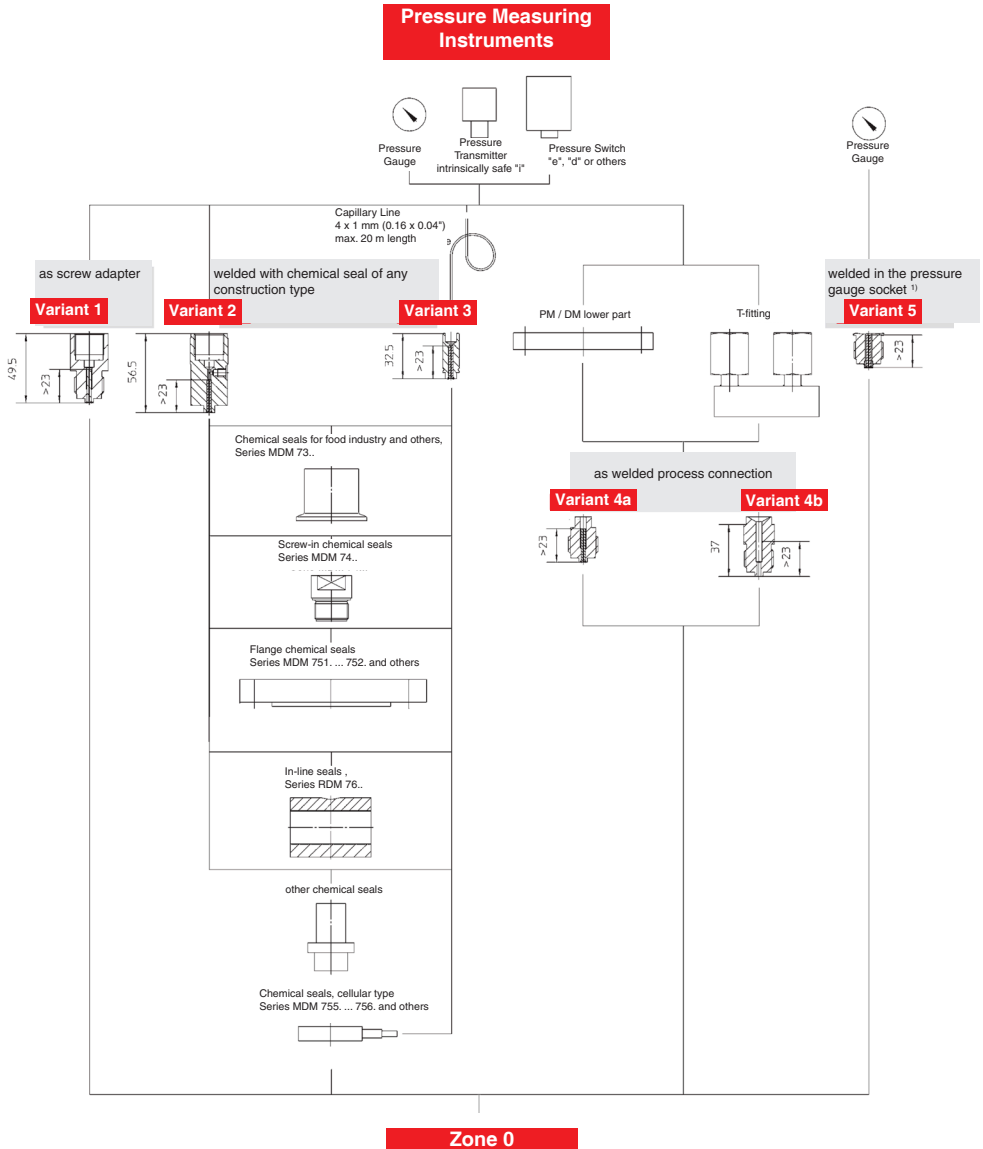 Pressure Measuring
Instruments
Pressure
Gauge
Pressure
Transmitter
intrinsically safe "i"
Pressure Switch
"e", "d" or others
Pressure
Gauge
Capillary Line
4 x 1 mm (0.16 x 0.04")
max. 20 m length
as screw adapter
Variant 1
welded with chemical seal of any
construction type
Variant 2
Variant 3
PM / DM lower part
T-fitting
welded in the pressure
gauge socket ¹⁾
Variant 5
49.5
>23
56.5
>23
32.5
>23
>23
Chemical seals for food industry and others,
Series MDM 73..
as welded process connection
Variant 4a
Variant 4b
>23
37
>23
Screw-in chemical seals
Series MDM 74..
Flange chemical seals
Series MDM 751. ... 752. and others
In-line seals ,
Series RDM 76..
other chemical seals
Chemical seals, cellular type
Series MDM 755. ... 756. and others
Zone 0